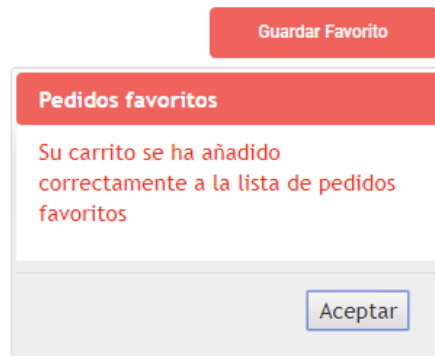 Guardar Favorito
Pedidos favoritos
Su carrito se ha añadido
correctamente a la lista de pedidos
favoritos
Aceptar